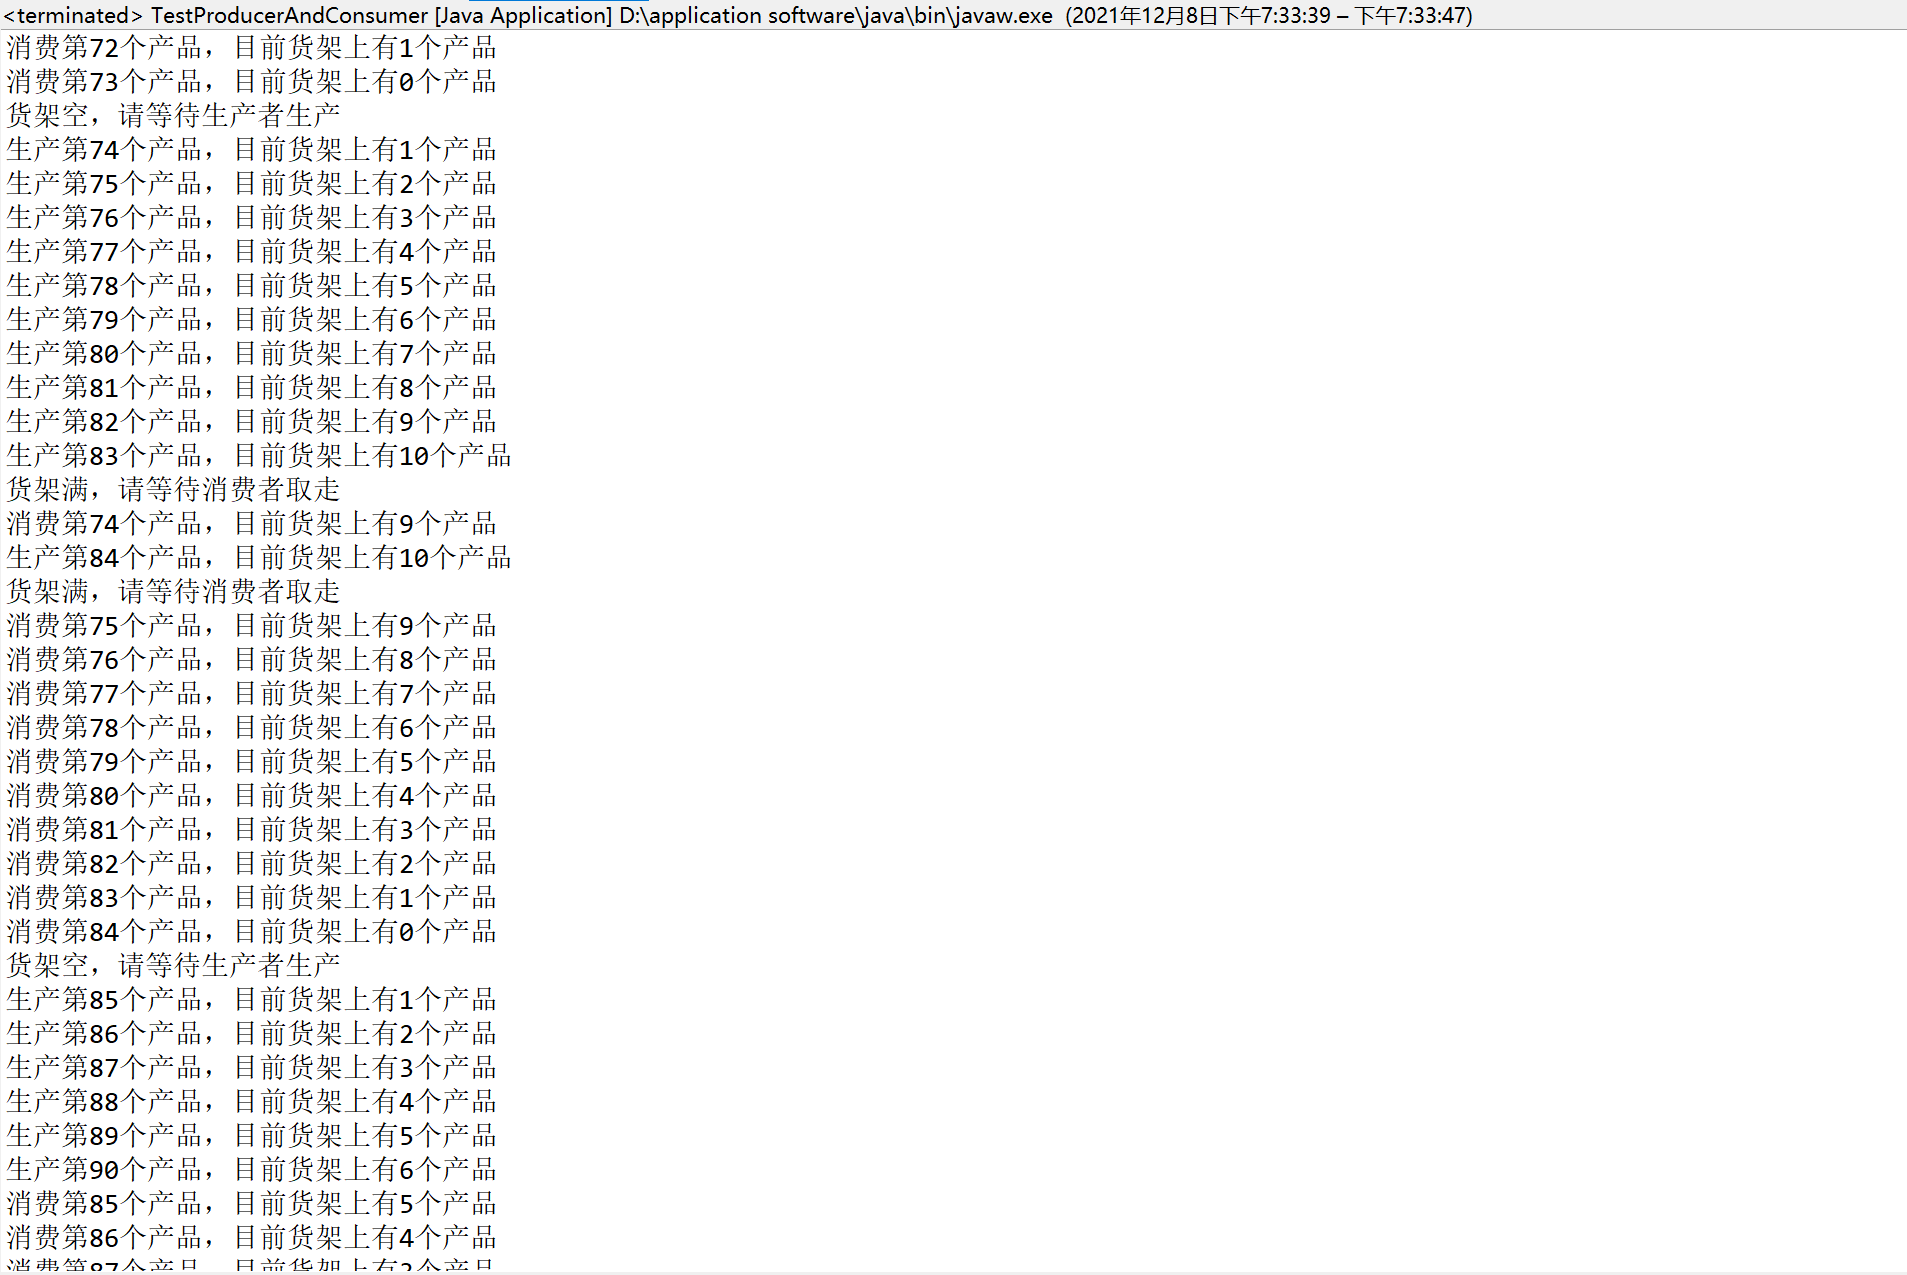 <terminated> TestProducerAndConsumer [Java Application] D:\application software\java\bin\javaw.exe (2021年12月8日下午7:33:39 – 下午7:33:47)
消费第72个产品，目前货架上有1个产品
消费第73个产品，目前货架上有0个产品
货架空，请等待生产者生产
生产第74个产品，目前货架上有1个产品
生产第75个产品，目前货架上有2个产品
生产第76个产品，目前货架上有3个产品
生产第77个产品，目前货架上有4个产品
生产第78个产品，目前货架上有5个产品
生产第79个产品，目前货架上有6个产品
生产第80个产品，目前货架上有7个产品
生产第81个产品，目前货架上有8个产品
生产第82个产品，目前货架上有9个产品
生产第83个产品，目前货架上有10个产品
货架满，请等待消费者取走
消费第74个产品，目前货架上有9个产品
生产第84个产品，目前货架上有10个产品
货架满，请等待消费者取走
消费第75个产品，目前货架上有9个产品
消费第76个产品，目前货架上有8个产品
消费第77个产品，目前货架上有7个产品
消费第78个产品，目前货架上有6个产品
消费第79个产品，目前货架上有5个产品
消费第80个产品，目前货架上有4个产品
消费第81个产品，目前货架上有3个产品
消费第82个产品，目前货架上有2个产品
消费第83个产品，目前货架上有1个产品
消费第84个产品，目前货架上有0个产品
货架空，请等待生产者生产
生产第85个产品，目前货架上有1个产品
生产第86个产品，目前货架上有2个产品
生产第87个产品，目前货架上有3个产品
生产第88个产品，目前货架上有4个产品
生产第89个产品，目前货架上有5个产品
生产第90个产品，目前货架上有6个产品
消费第85个产品，目前货架上有5个产品
消费第86个产品，目前货架上有4个产品
消费第87个产品，目前货架上有3个产品